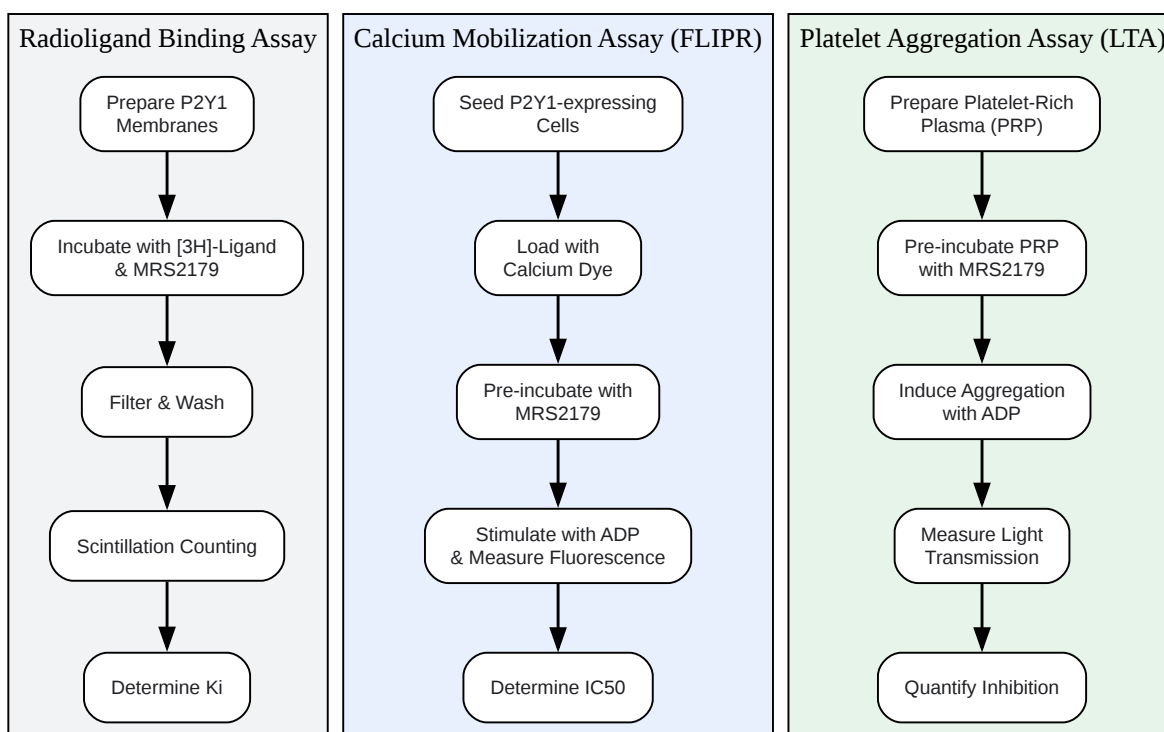 Radioligand Binding Assay
Prepare P2Y1
Membranes
Incubate with [3H]-Ligand
& MRS2179
Filter & Wash
Scintillation Counting
Determine Ki
Calcium Mobilization Assay (FLIPR)
Seed P2Y1-expressing
Cells
Load with
Calcium Dye
Pre-incubate with
MRS2179
Stimulate with ADP
& Measure Fluorescence
Determine IC50
Platelet Aggregation Assay (LTA)
Prepare Platelet-Rich
Plasma (PRP)
Pre-incubate PRP
with MRS2179
Induce Aggregation
with ADP
Measure Light
Transmission
Quantify Inhibition